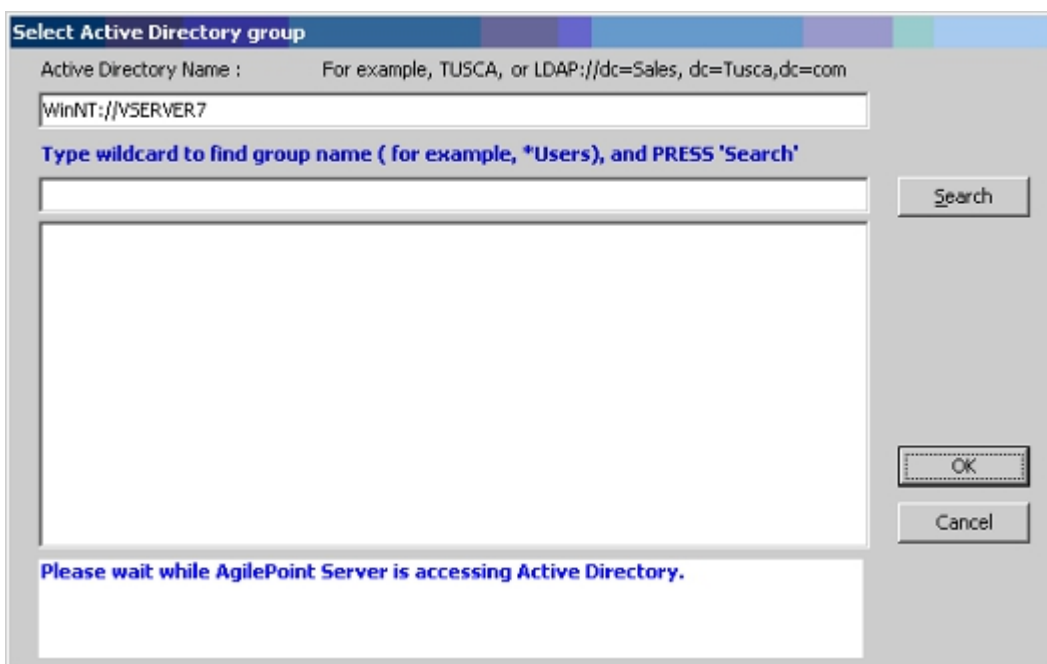 Select Active Directory group
Active Directory Name : For example, TUSCA, or LDAP://dc=Sales, dc=Tusca,dc=com
WinNT://VSERVER7
Type wildcard to find group name ( for example, *Users), and PRESS 'Search'
Search
OK
Cancel
Please wait while AgilePoint Server is accessing Active Directory.